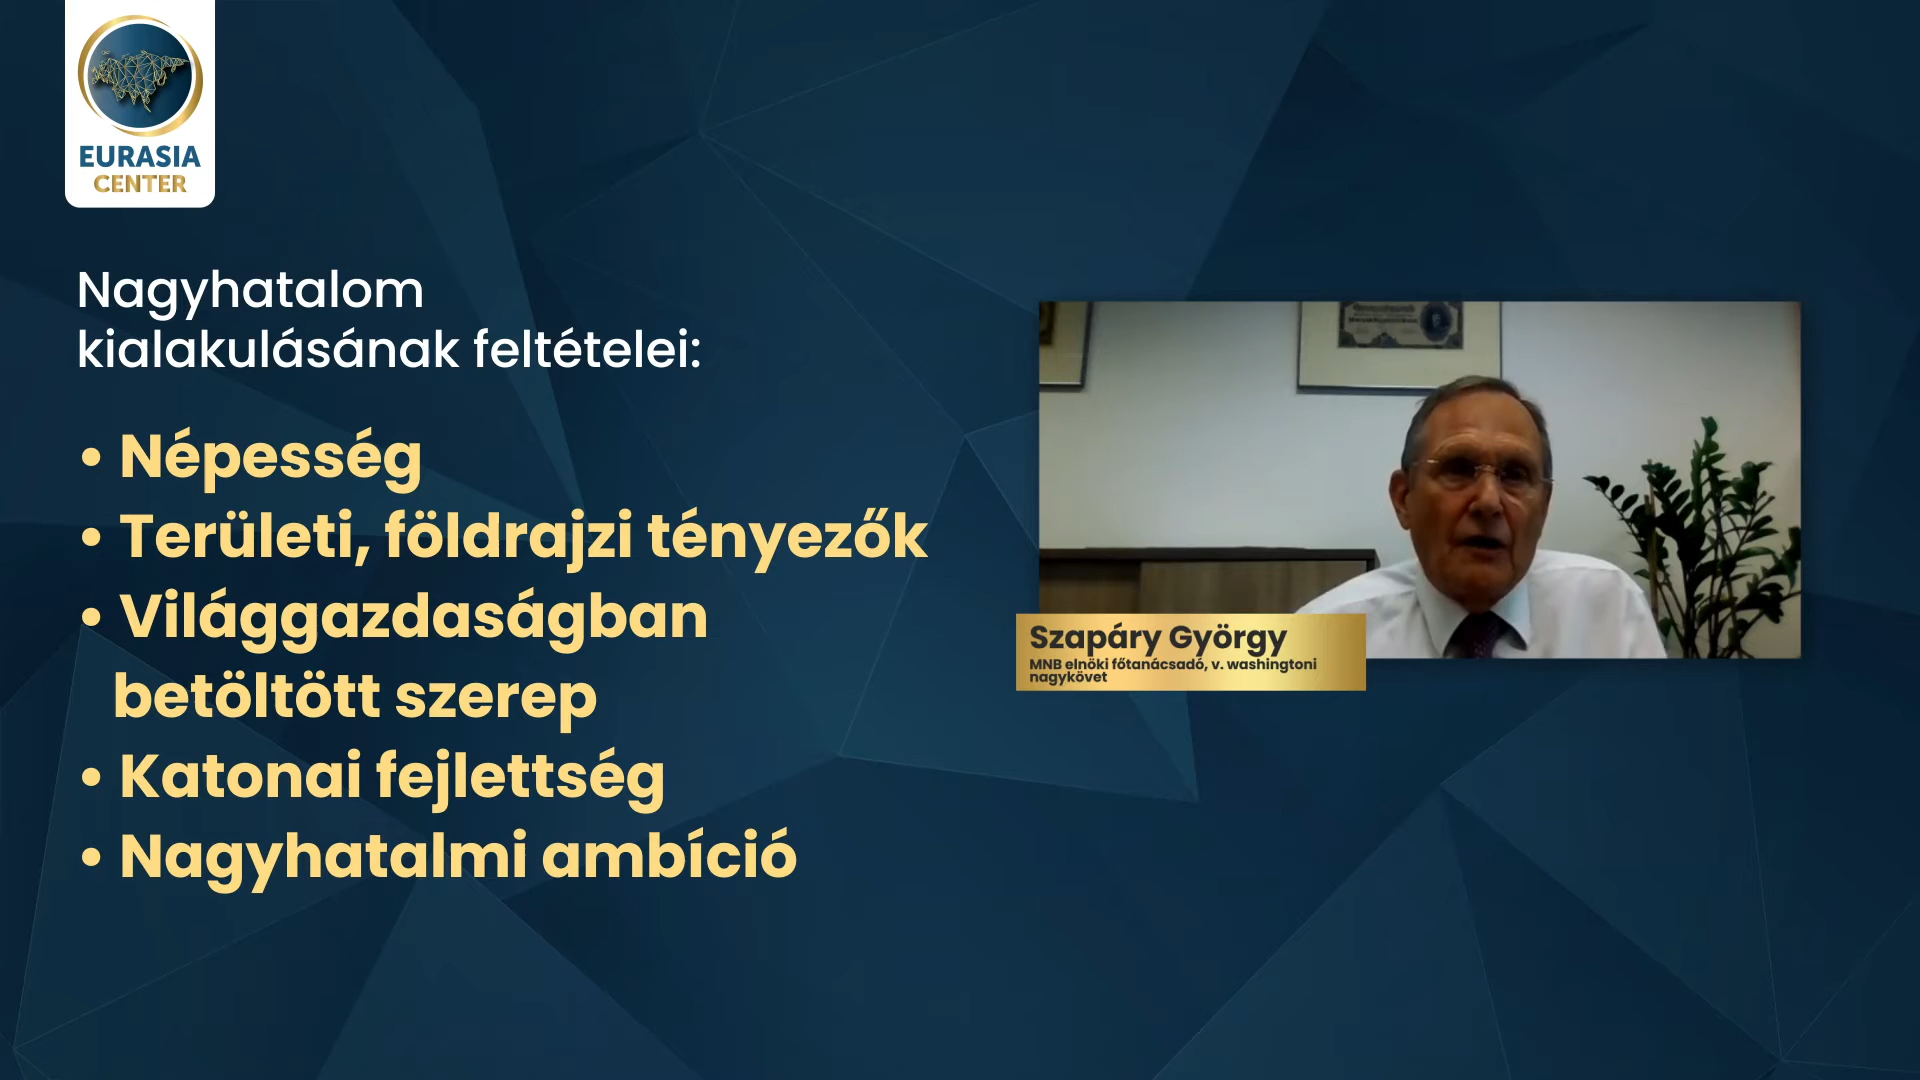 EURASIA
CENTER
Nagyhatalom
kialakulásának feltételei:
• Népesség
• Területi, földrajzi tényezők
• Világgazdaságban
betöltött szerep
• Katonai fejlettség
• Nagyhatalmi ambíció
Szapáry György
MNB elnöki főtanácsadó, v. washingtoni
nagykövet